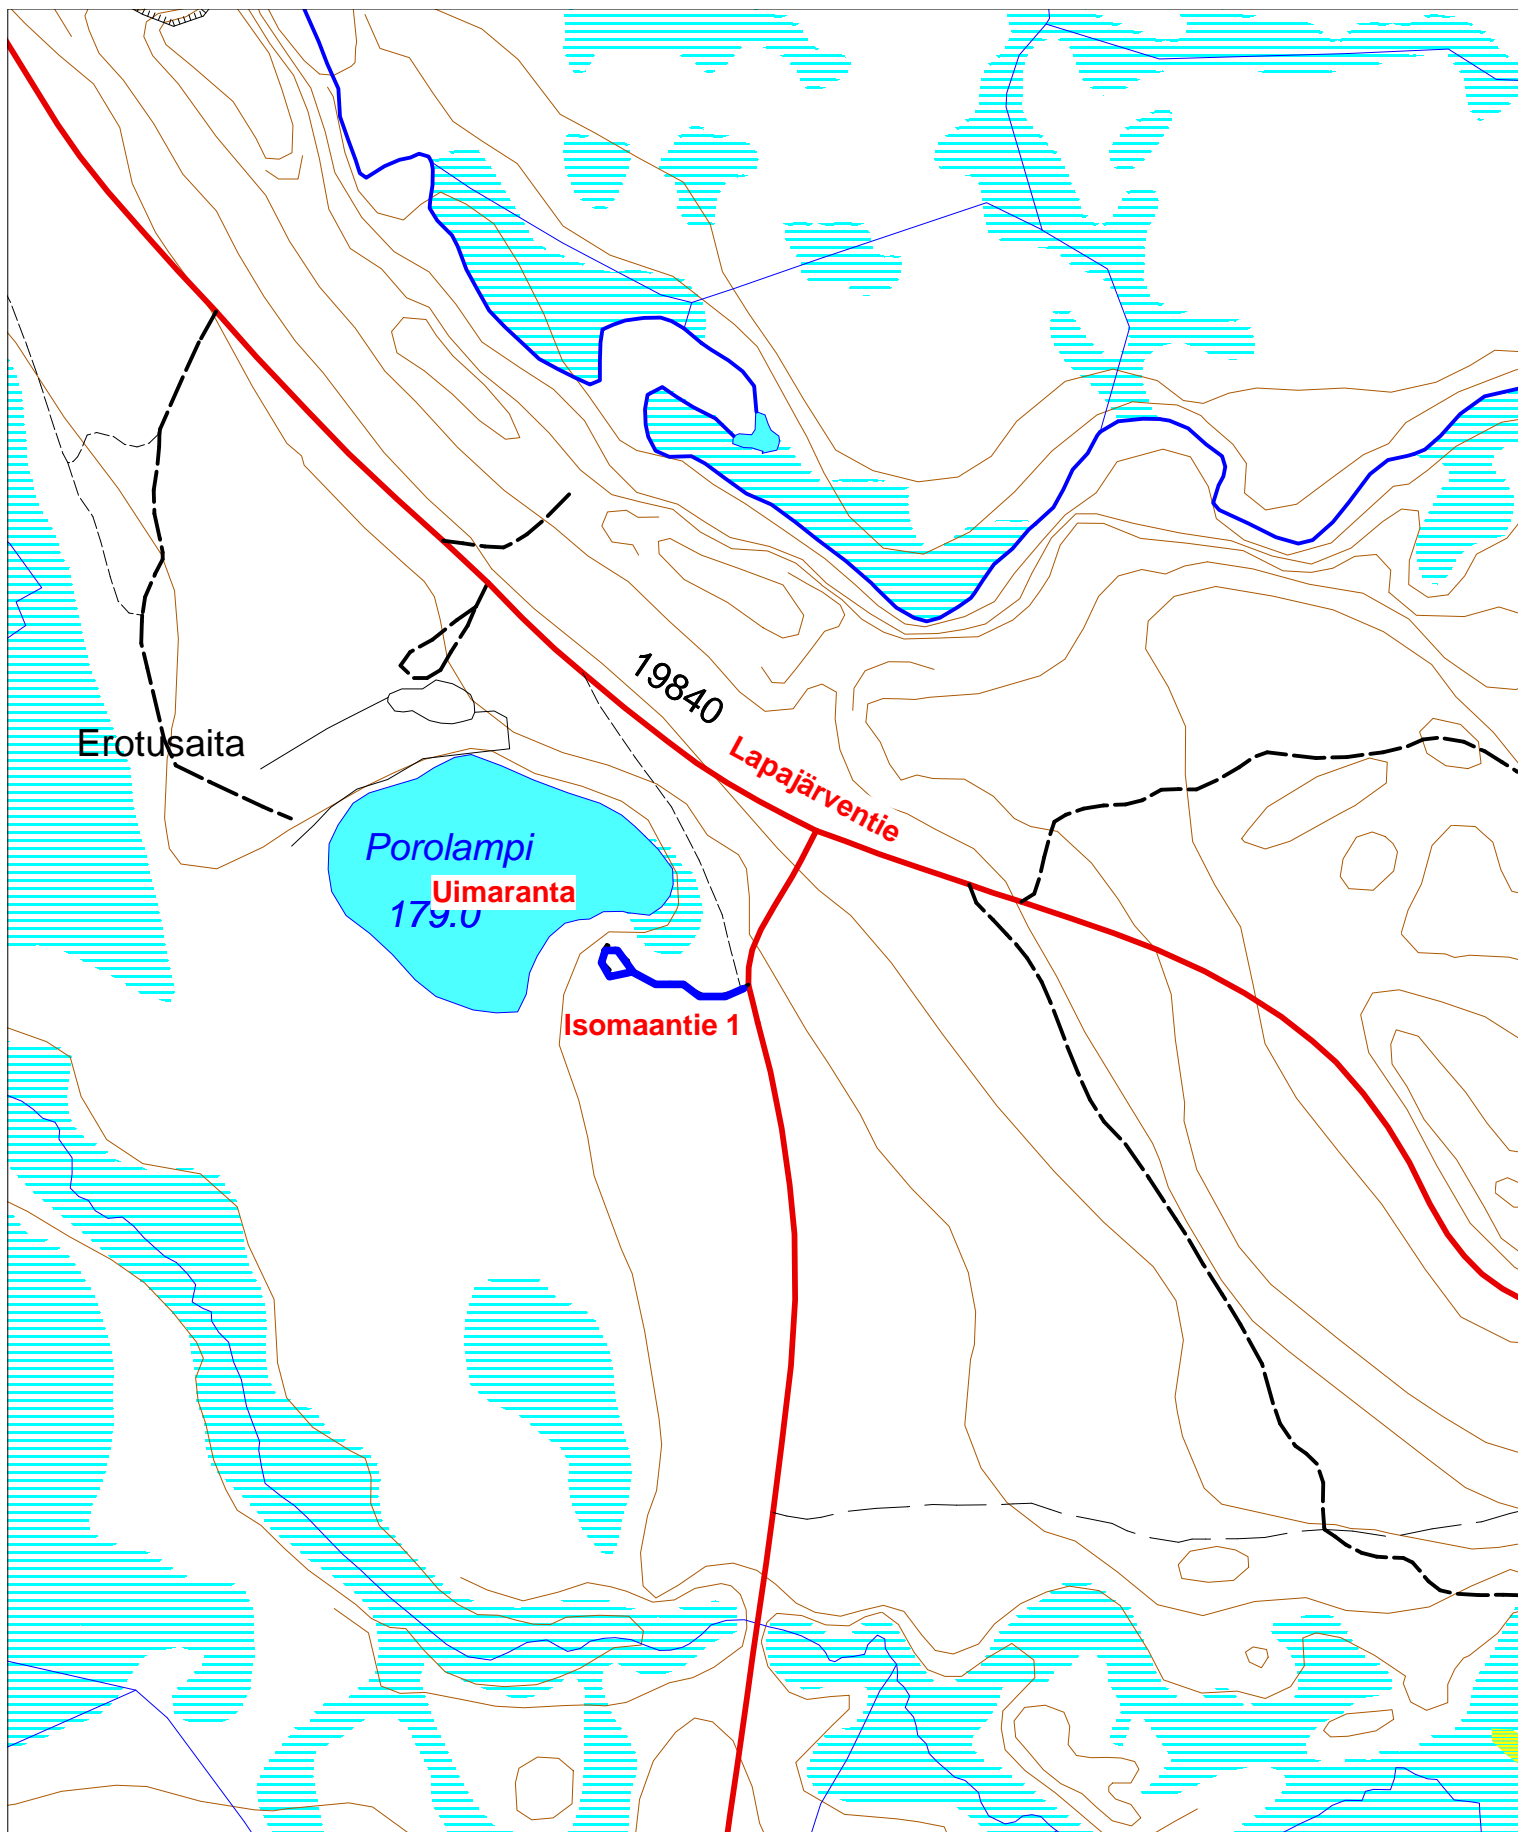 19840
Lapajärventie
Erotusaita
Porolampi
Uimaranta
179.0
Isomaantie 1